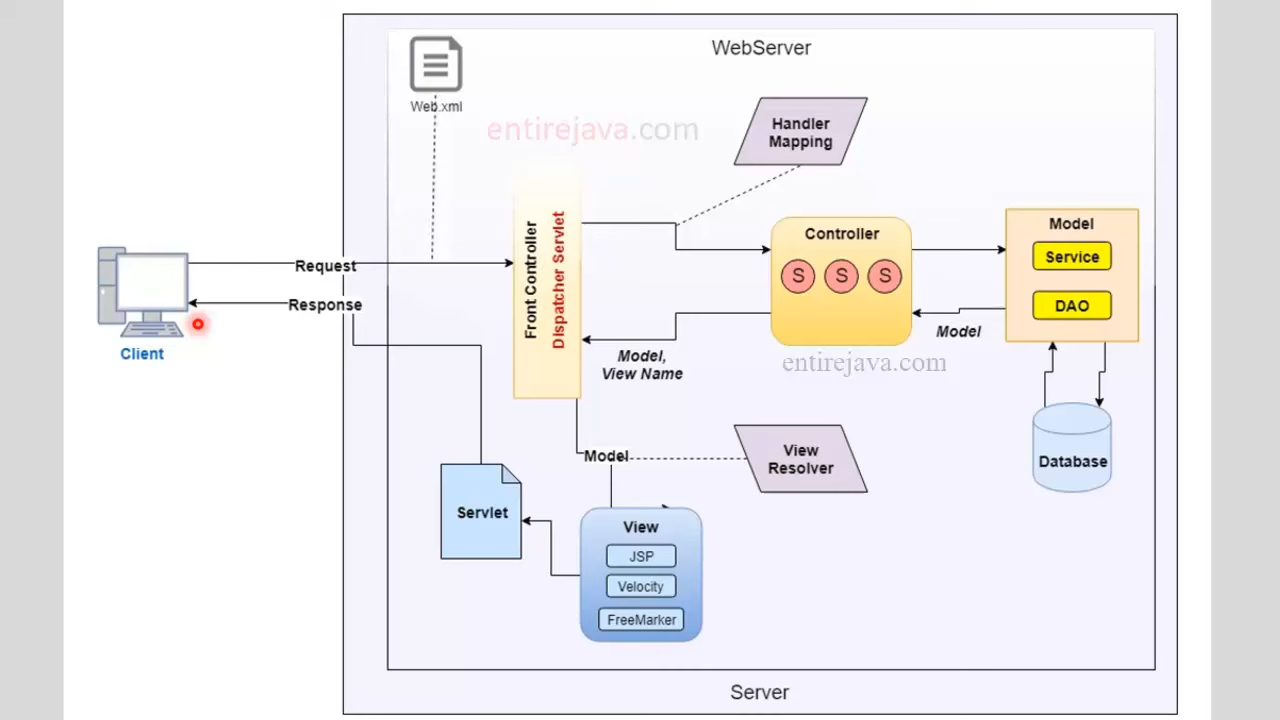 WebServer
Web.xml
entirejava.com
Handler
Mapping
Front Controller
Dispatcher Servlet
Controller
S S S
Model
Service
DAO
Request
Response
Client
Model
Model,
View Name
entirejava.com
Model
View
Resolver
Database
Servlet
View
JSP
Velocity
FreeMarker
Server